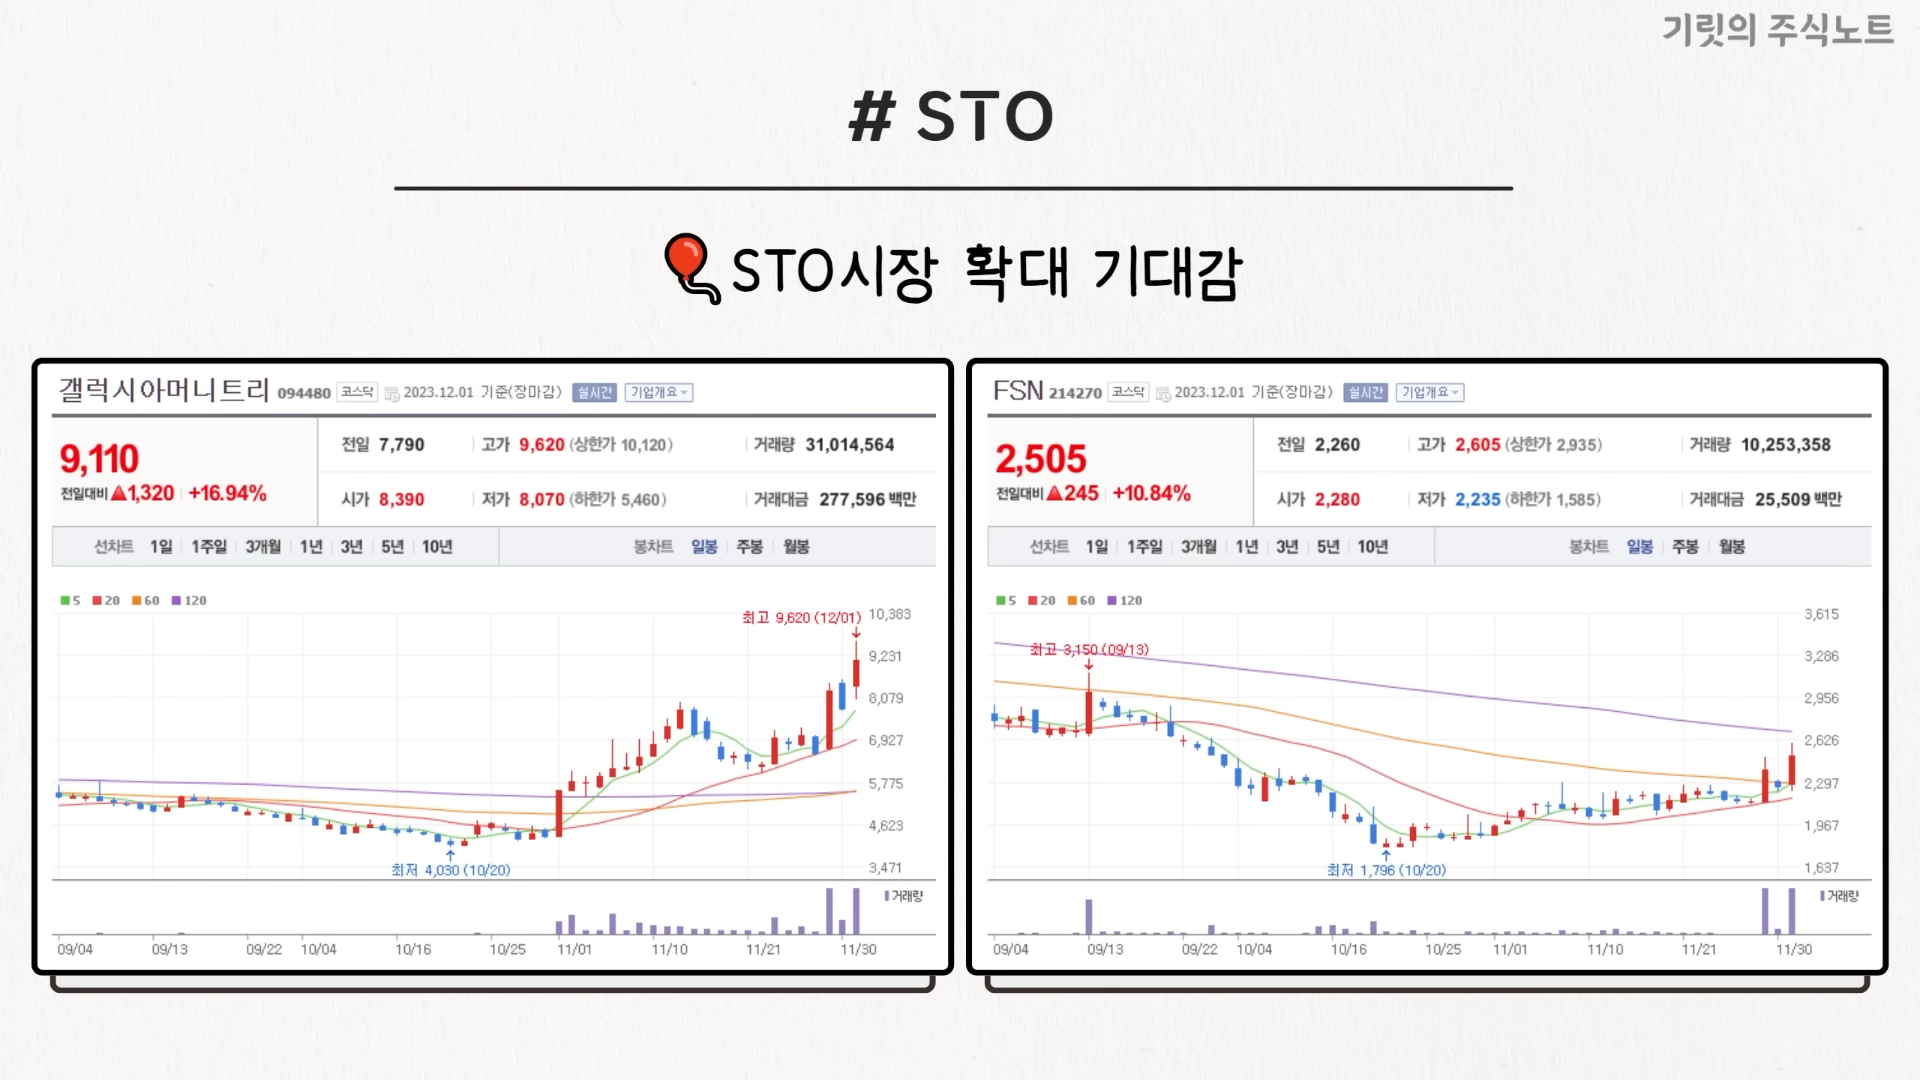 기릿의 주식노트
# STO
STO시장 확대 기대감
갤럭시아머니트리 094480 코스닥 2023.12.01 기준(장마감) 실시간 기업개요
9,110
전일대비 ▲1,320 +16.94%
전일 7,790 고가 9,620 (상한가 10,120) 거래량 31,014,564
시가 8,390 저가 8,070 (하한가 5,460) 거래대금 277,596 백만
선차트 1일 1주일 3개월 1년 3년 5년 10년 봉차트 일봉 주봉 월봉
5 20 60 120
최고 9,620 (12/01)
10,383
9,231
8,079
6,927
5,775
4,623
3,471
최저 4,030 (10/20)
거래량
09/04 09/13 09/22 10/04 10/16 10/25 11/01 11/10 11/21 11/30
FSN 214270 코스닥 2023.12.01 기준(장마감) 실시간 기업개요
2,505
전일대비 ▲245 +10.84%
전일 2,260 고가 2,605 (상한가 2,935) 거래량 10,253,358
시가 2,280 저가 2,235 (하한가 1,585) 거래대금 25,509 백만
선차트 1일 1주일 3개월 1년 3년 5년 10년 봉차트 일봉 주봉 월봉
5 20 60 120
최고 3,150 (09/13)
3,615
3,286
2,956
2,626
2,297
1,967
1,637
최저 1,796 (10/20)
거래량
09/04 09/13 09/22 10/04 10/16 10/25 11/01 11/10 11/21 11/30